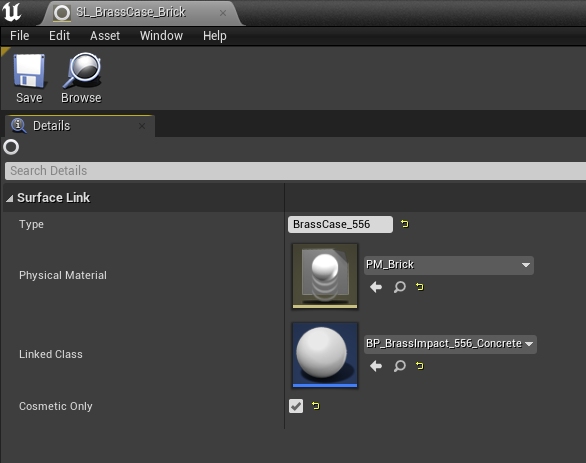 SL_BrassCase_Brick
File Edit Asset Window Help
Save Browse
Details
Search Details
Surface Link
Type BrassCase_556
Physical Material PM_Brick
Linked Class BP_BrassImpact_556_Concrete
Cosmetic Only